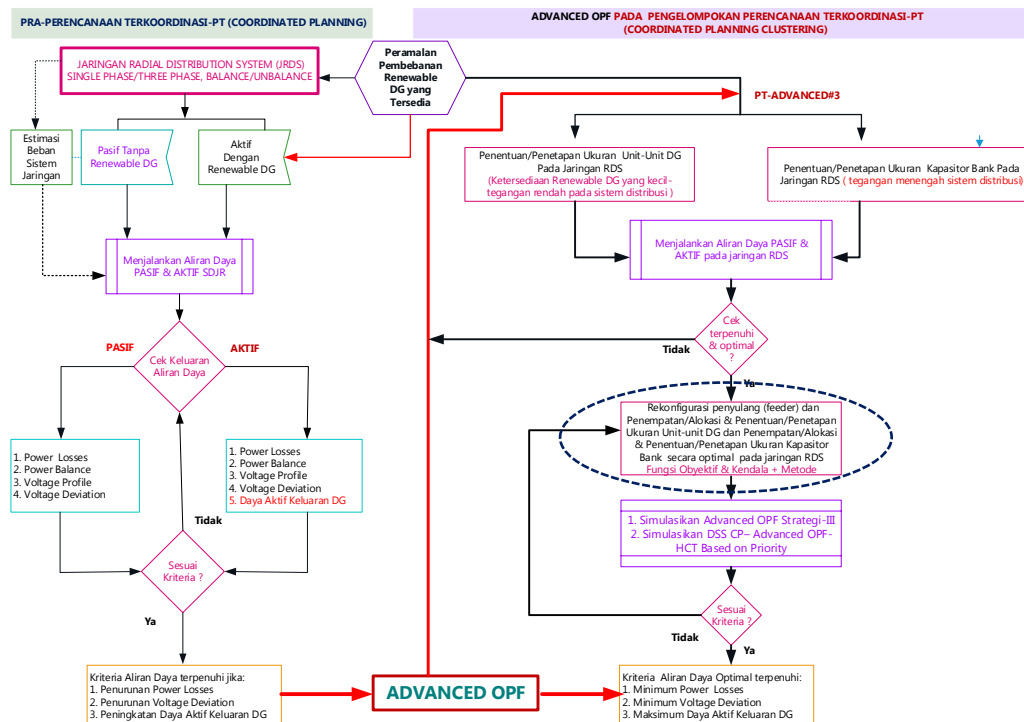 PRA-PERENCANAAN TERKOORDINASI-PT (COORDINATED PLANNING)
ADVANCED OPF PADA PENGELOMPOKAN PERENCANAAN TERKOORDINASI-PT
(COORDINATED PLANNING CLUSTERING)
JARINGAN RADIAL DISTRIBUTION SYSTEM (JRDS)
SINGLE PHASE/THREE PHASE, BALANCE/UNBALANCE
Peramalan
Pembebanan
Renewable
DG yang
Tersedia
PT-ADVANCED#3
Estimasi
Beban
Sistem
Jaringan
Pasif Tanpa
Renewable DG
Aktif
Dengan
Renewable DG
Penentuan/Penetapan Ukuran Unit-Unit DG
Pada Jaringan RDS
(Ketersediaan Renewable DG yang kecil-
tegangan rendah pada sistem distribusi )
Penentuan/Penetapan Ukuran Kapasitor Bank Pada
Jaringan RDS ( tegangan menengah sistem distribusi)
Menjalankan Aliran Daya
PASIF & AKTIF SDJR
Menjalankan Aliran Daya PASIF &
AKTIF pada jaringan RDS
PASIF
AKTIF
Cek Keluaran
Aliran Daya
Cek
terpenuhi
& optimal
?
Tidak
Ya
1. Power Losses
2. Power Balance
3. Voltage Profile
4. Voltage Deviation
1. Power Losses
2. Power Balance
3. Voltage Profile
4. Voltage Deviation
5. Daya Aktif Keluaran DG
Rekonfigurasi penyulang (feeder) dan
Penempatan/Alokasi & Penentuan/Penetapan
Ukuran Unit-unit DG dan Penempatan/Alokasi
& Penentuan/Penetapan Ukuran Kapasitor
Bank secara optimal pada jaringan RDS
Fungsi Obyektif & Kendala + Metode
Tidak
Sesuai
Kriteria ?
Ya
1. Simulasikan Advanced OPF Strategi-III
2. Simulasikan DSS CP– Advanced OPF-
HCT Based on Priority
Sesuai
Kriteria ?
Tidak
Ya
Kriteria Aliran Daya terpenuhi jika:
1. Penurunan Power Losses
2. Penurunan Voltage Deviation
3. Peningkatan Daya Aktif Keluaran DG
ADVANCED OPF
Kriteria Aliran Daya Optimal terpenuhi:
1. Minimum Power Losses
2. Minimum Voltage Deviation
3. Maksimum Daya Aktif Keluaran DG